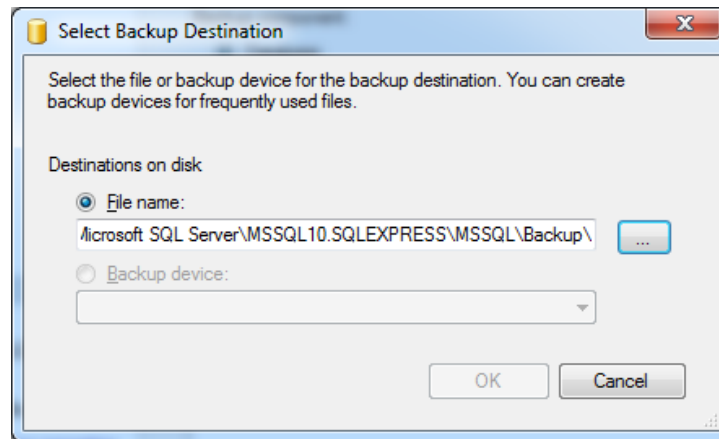 Select Backup Destination
Select the file or backup device for the backup destination. You can create
backup devices for frequently used files.
Destinations on disk
File name:
Microsoft SQL Server\MSSQL10.SQLEXPRESS\MSSQL\Backup\
...
Backup device:
OK
Cancel